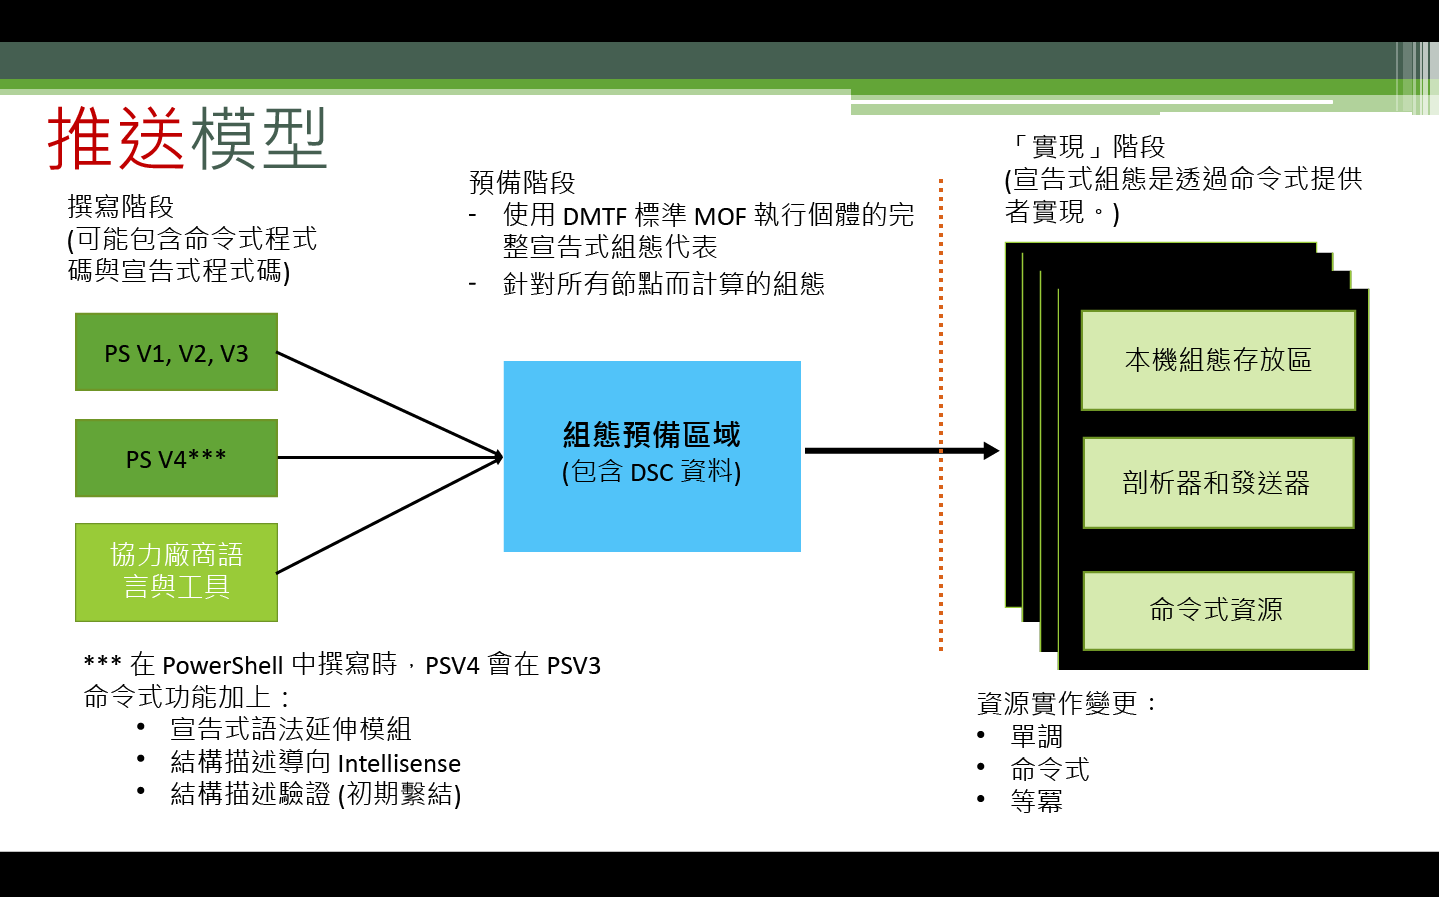 推送模型
撰寫階段
(可能包含命令式程式
碼與宣告式程式碼)
PS V1, V2, V3
PS V4***
協力廠商語
言與工具
*** 在 PowerShell 中撰寫時，PSV4 會在 PSV3
命令式功能加上：
• 宣告式語法延伸模組
• 結構描述導向 Intellisense
• 結構描述驗證 (初期繫結)
預備階段
- 使用 DMTF 標準 MOF 執行個體的完
整宣告式組態代表
- 針對所有節點而計算的組態
組態預備區域
(包含 DSC 資料)
「實現」階段
(宣告式組態是透過命令式提供
者實現。)
本機組態存放區
剖析器和發送器
命令式資源
資源實作變更：
• 單調
• 命令式
• 等冪